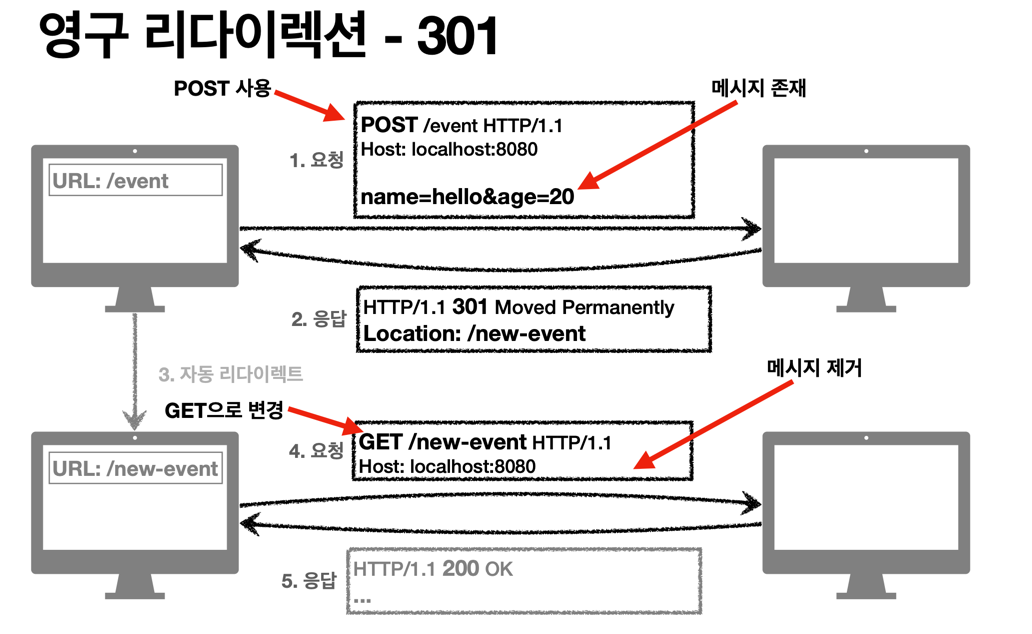 영구 리다이렉션 - 301
POST 사용
메시지 존재
1. 요청
POST /event HTTP/1.1
Host: localhost:8080
name=hello&age=20
URL: /event
2. 응답
HTTP/1.1 301 Moved Permanently
Location: /new-event
3. 자동 리다이렉트
메시지 제거
GET으로 변경
4. 요청
GET /new-event HTTP/1.1
Host: localhost:8080
URL: /new-event
5. 응답
HTTP/1.1 200 OK
...